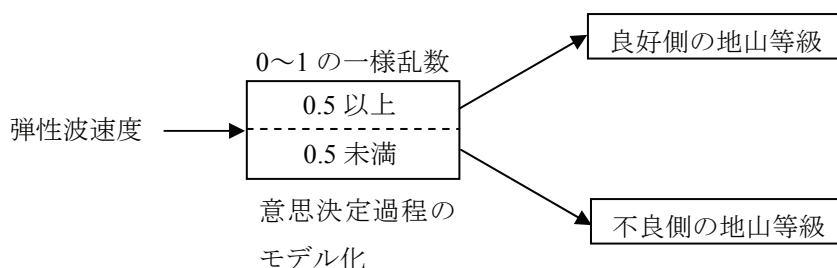 良好側の地山等級
0～1 の一様乱数
0.5 以上
弾性波速度
0.5 未満
意思決定過程の
モデル化
不良側の地山等級